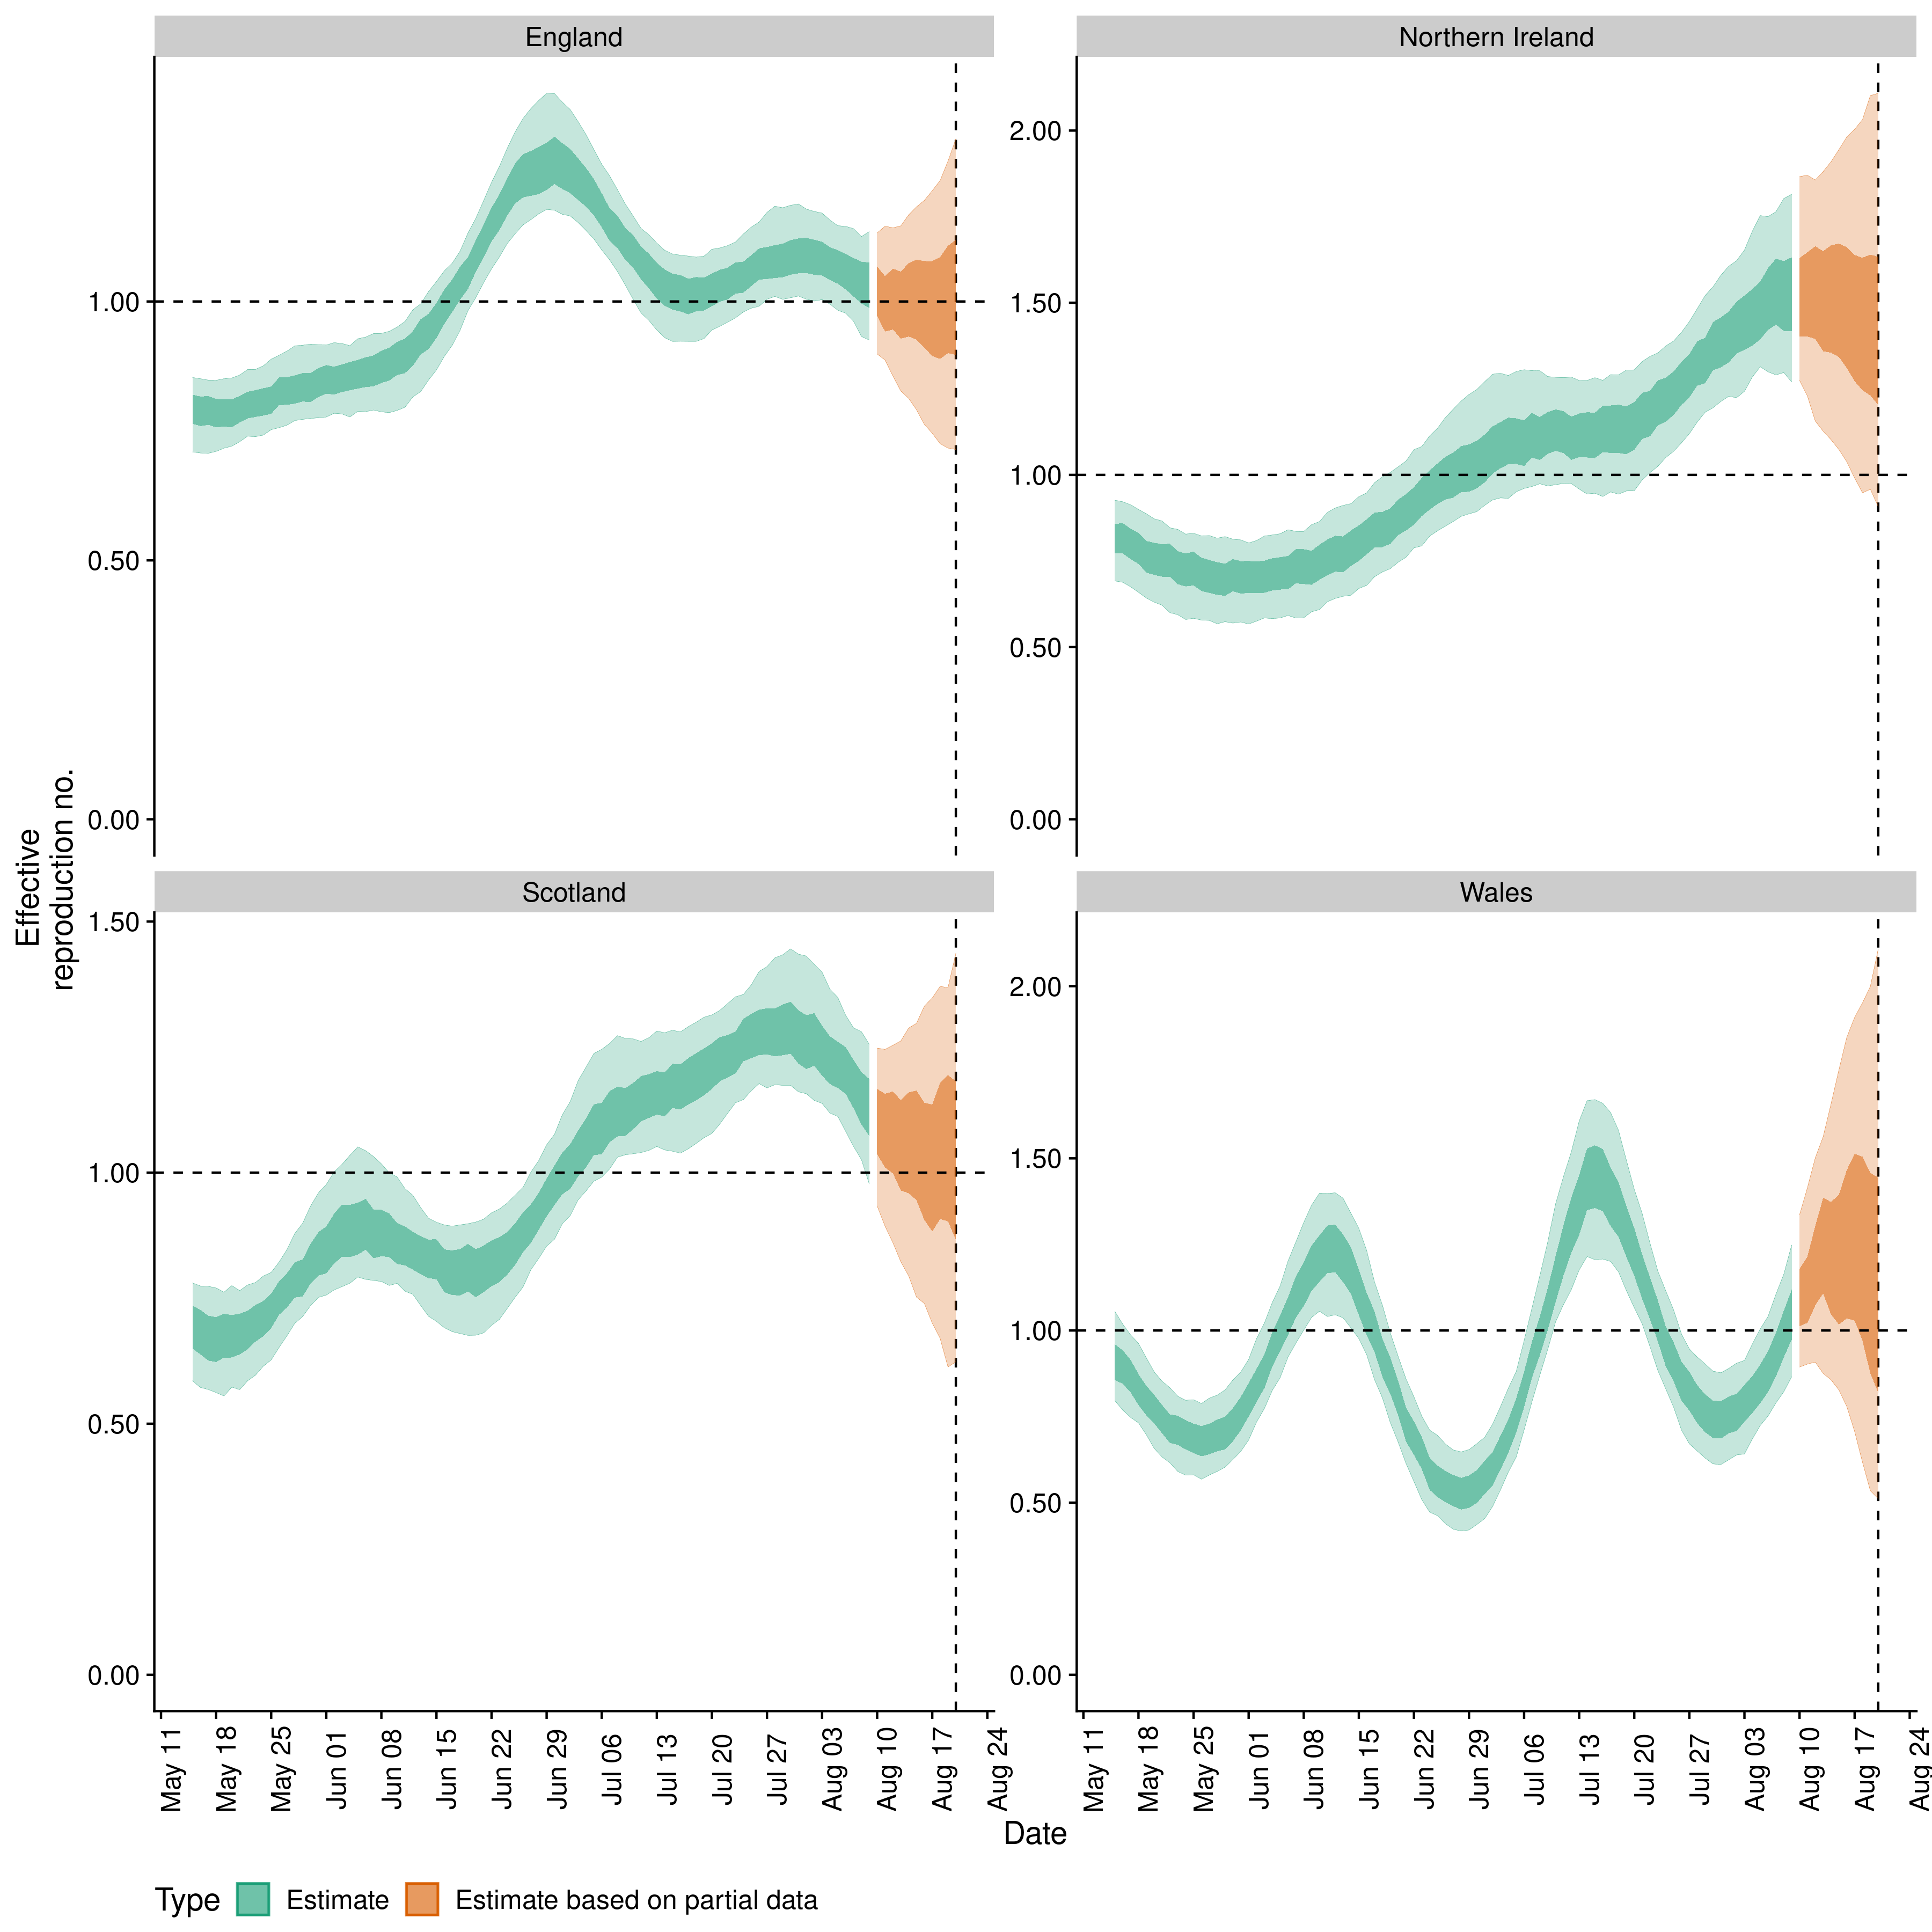 England
Northern Ireland
1.00
0.50
0.00
2.00
1.50
1.00
0.50
0.00
Effective
reproduction no.
Scotland
Wales
1.50
1.00
0.50
0.00
2.00
1.50
1.00
0.50
0.00
May 11
May 18
May 25
Jun 01
Jun 08
Jun 15
Jun 22
Jun 29
Jul 06
Jul 13
Jul 20
Jul 27
Aug 03
Aug 10
Aug 17
Aug 24
May 11
May 18
May 25
Jun 01
Jun 08
Jun 15
Jun 22
Jun 29
Jul 06
Jul 13
Jul 20
Jul 27
Aug 03
Aug 10
Aug 17
Aug 24
Date
Type Estimate Estimate based on partial data